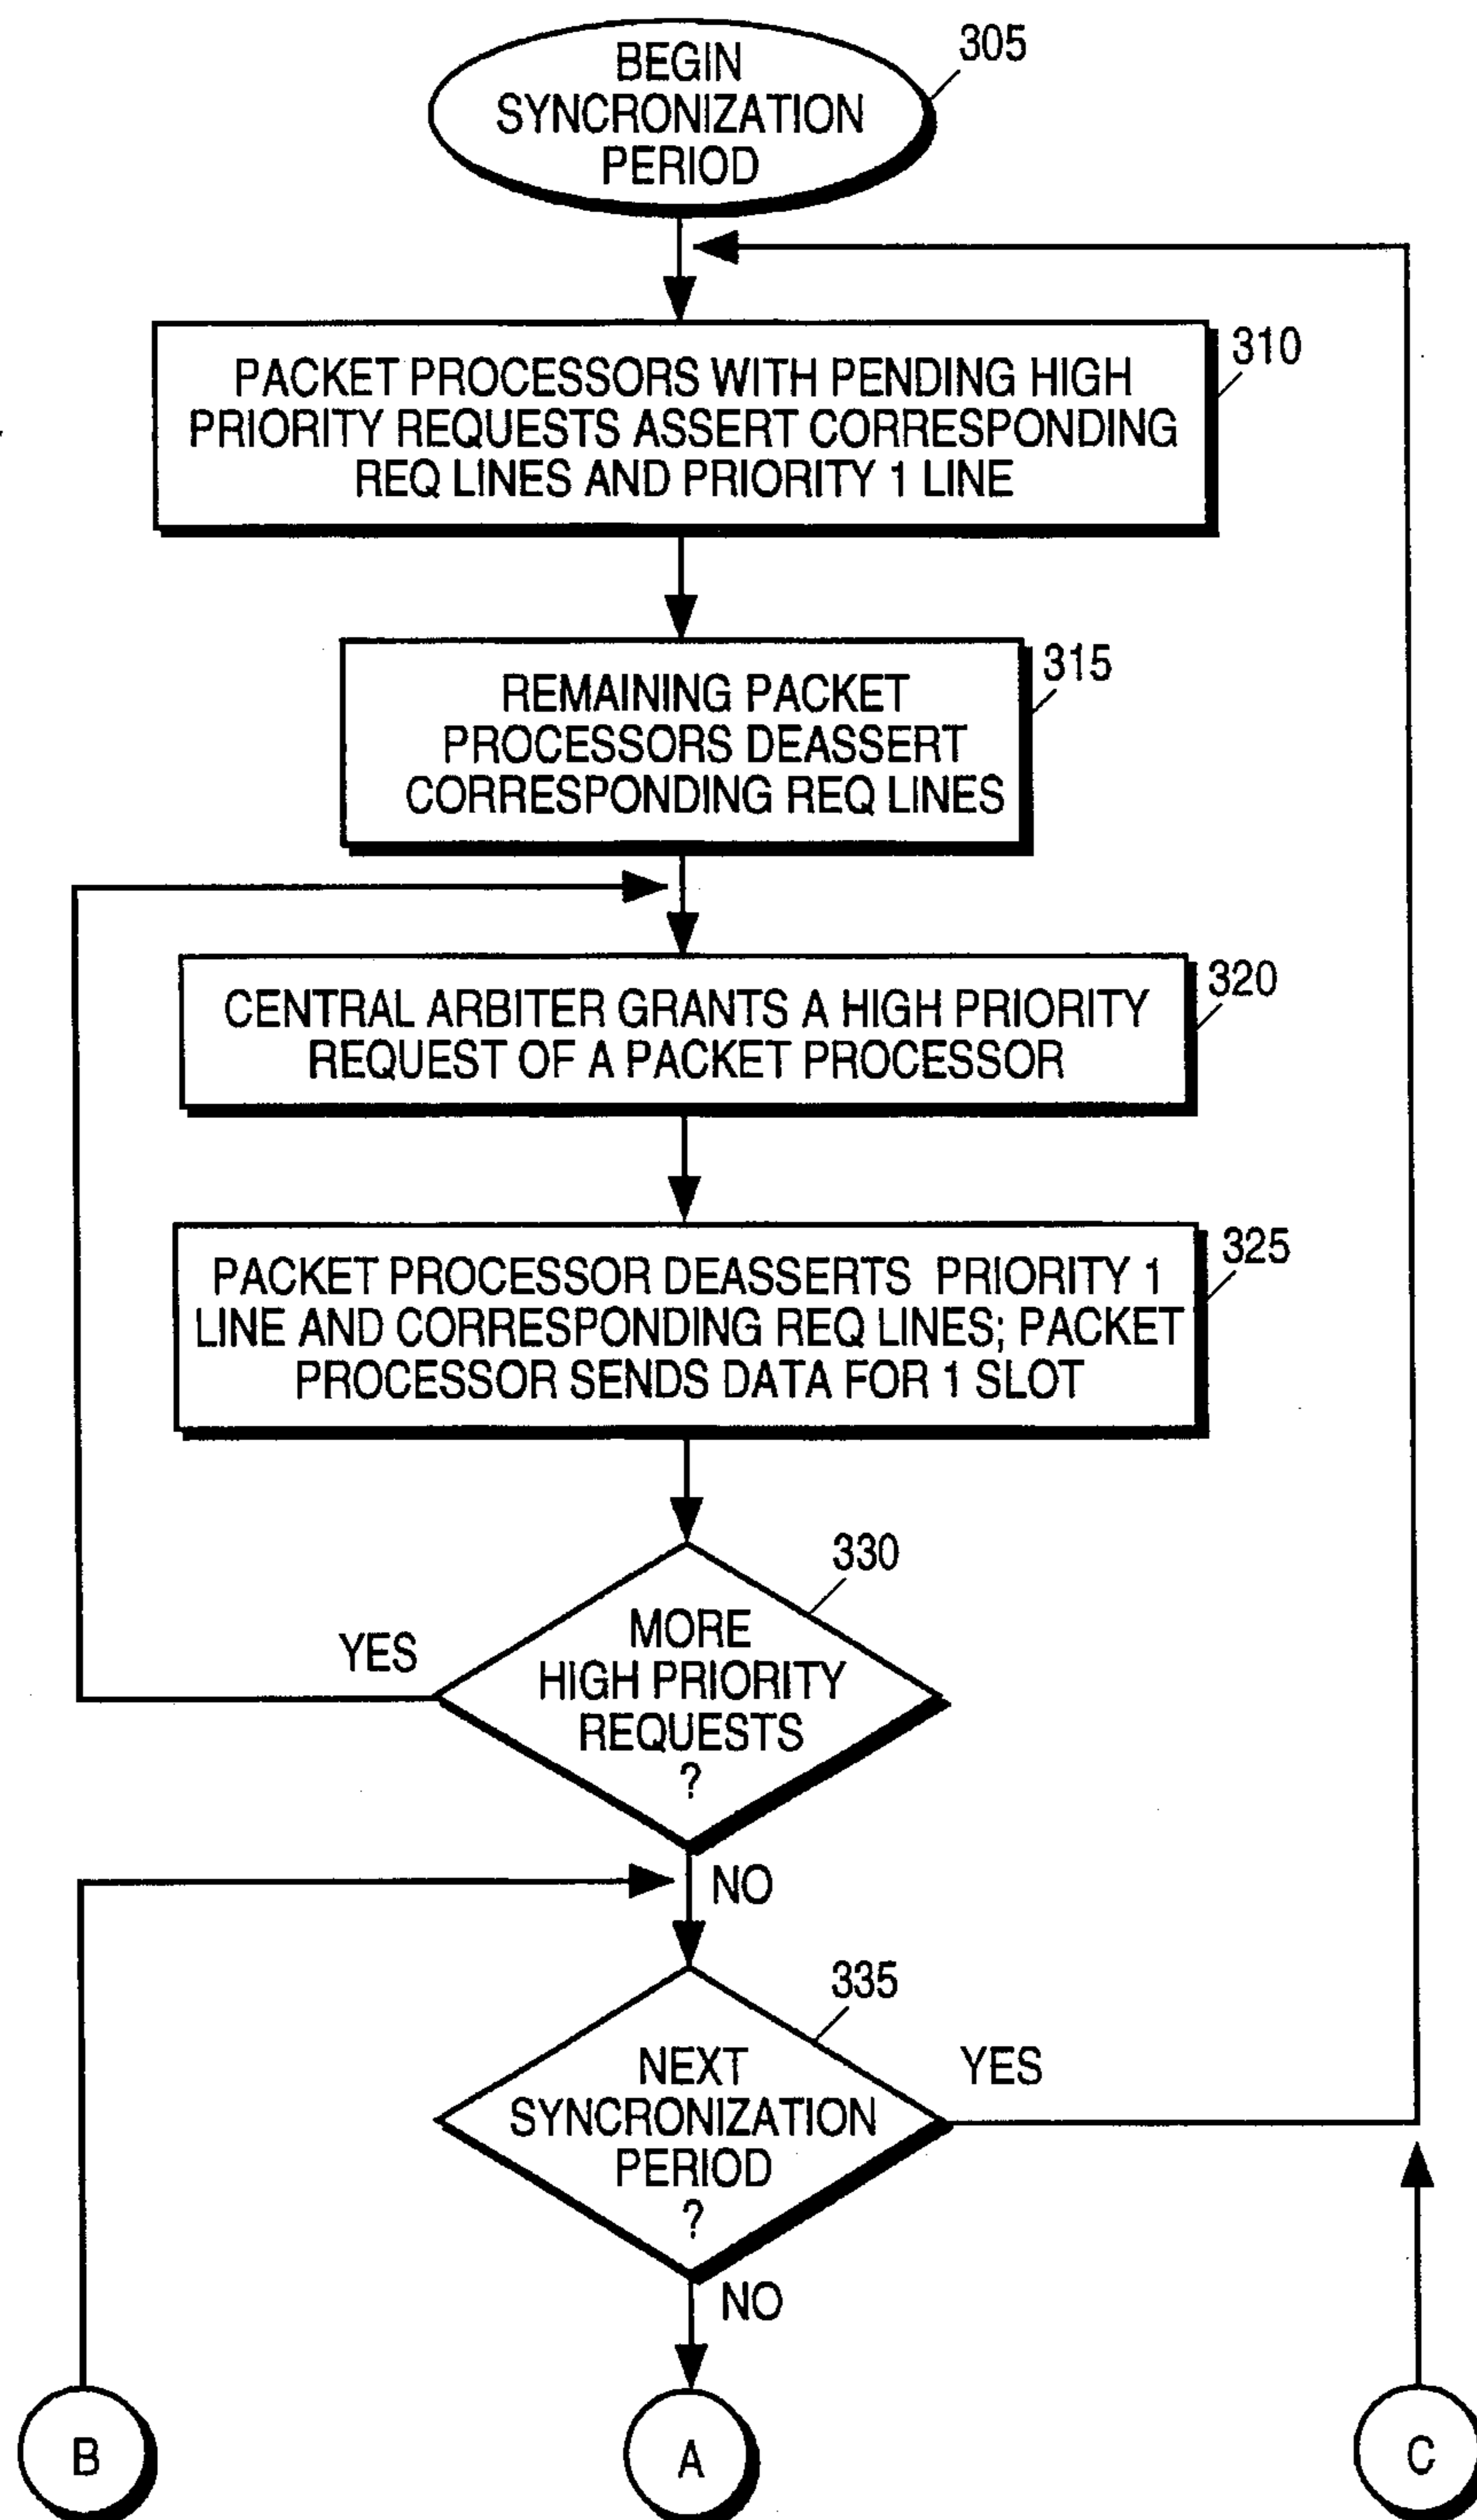 BEGIN
SYNCRONIZATION
PERIOD
305
PACKET PROCESSORS WITH PENDING HIGH
PRIORITY REQUESTS ASSERT CORRESPONDING
REQ LINES AND PRIORITY 1 LINE
310
REMAINING PACKET
PROCESSORS DEASSERT
CORRESPONDING REQ LINES
315
CENTRAL ARBITER GRANTS A HIGH PRIORITY
REQUEST OF A PACKET PROCESSOR
320
PACKET PROCESSOR DEASSERTS PRIORITY 1
LINE AND CORRESPONDING REQ LINES; PACKET
PROCESSOR SENDS DATA FOR 1 SLOT
325
330
YES
MORE
HIGH PRIORITY
REQUESTS
?
NO
335
NEXT
SYNCRONIZATION
PERIOD
?
YES
NO
B
A
C